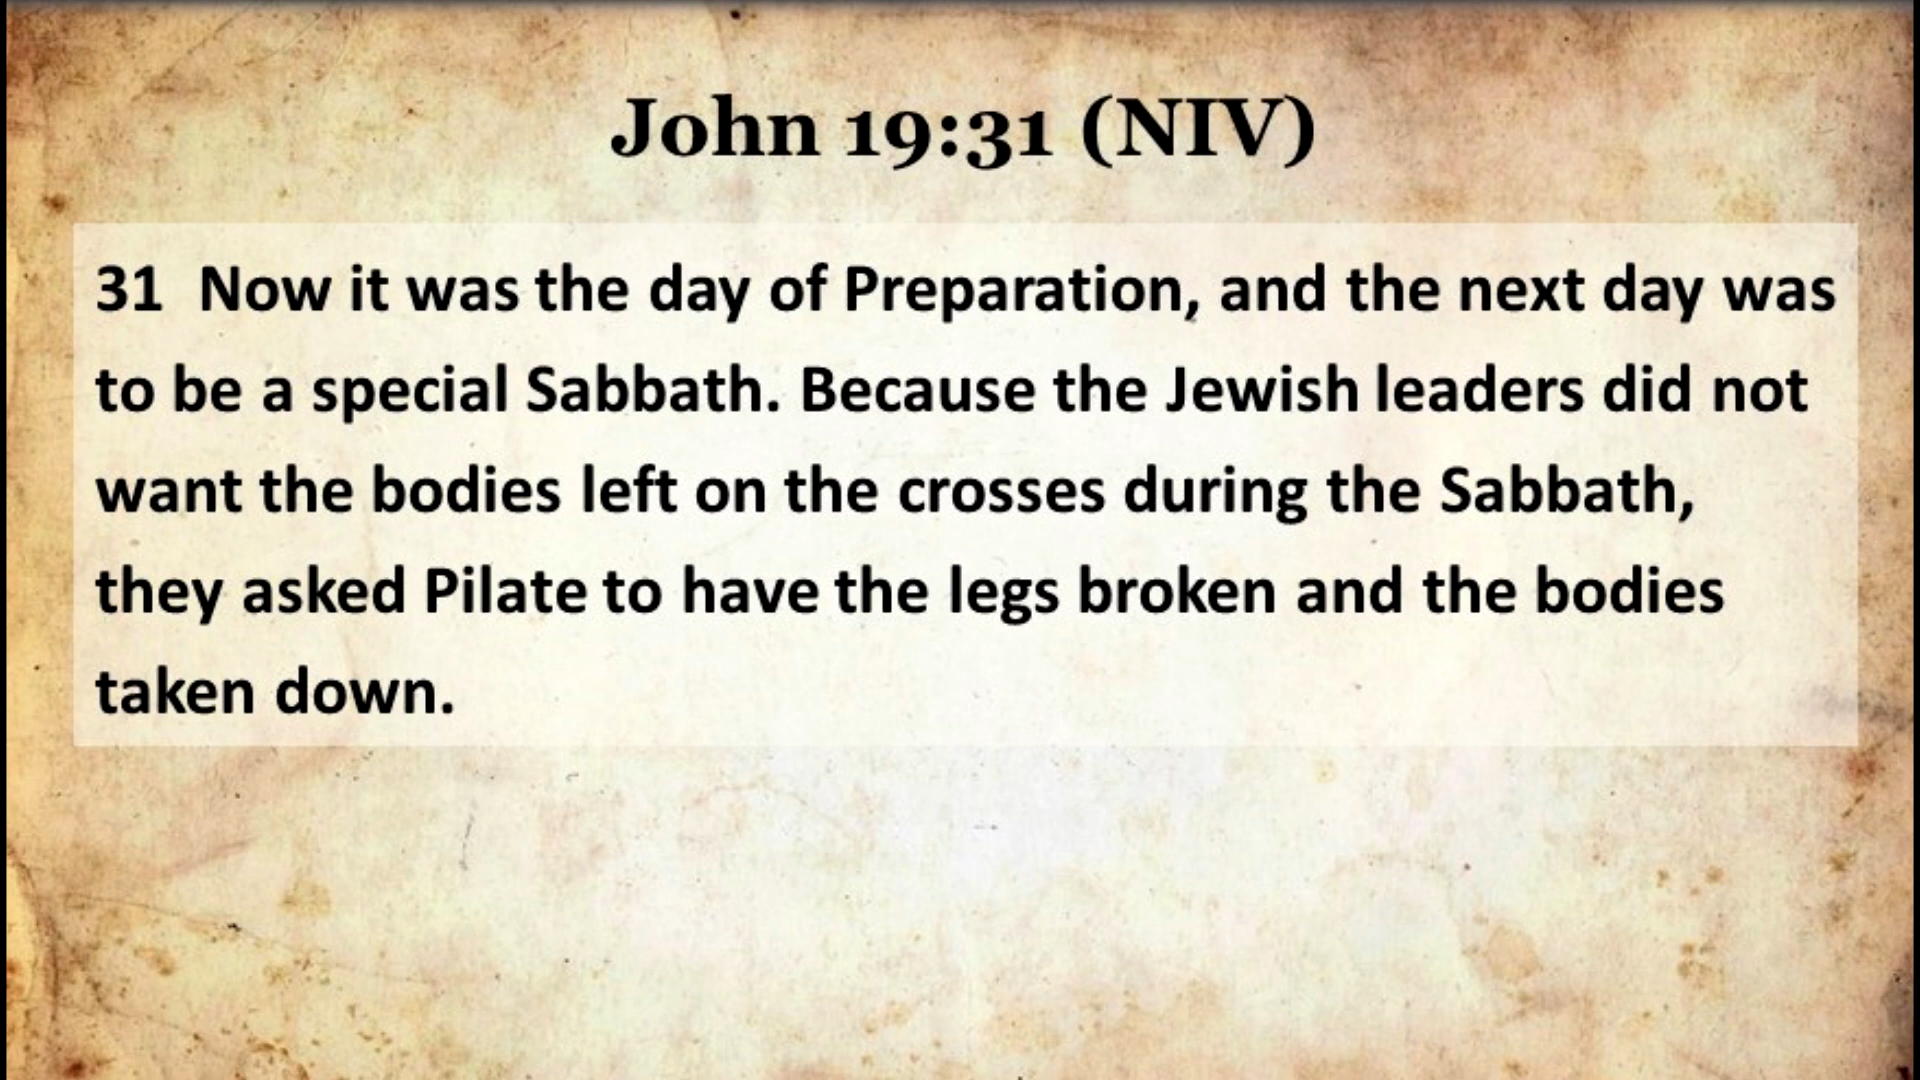 John 19:31 (NIV)
31 Now it was the day of Preparation, and the next day was
to be a special Sabbath. Because the Jewish leaders did not
want the bodies left on the crosses during the Sabbath,
they asked Pilate to have the legs broken and the bodies
taken down.